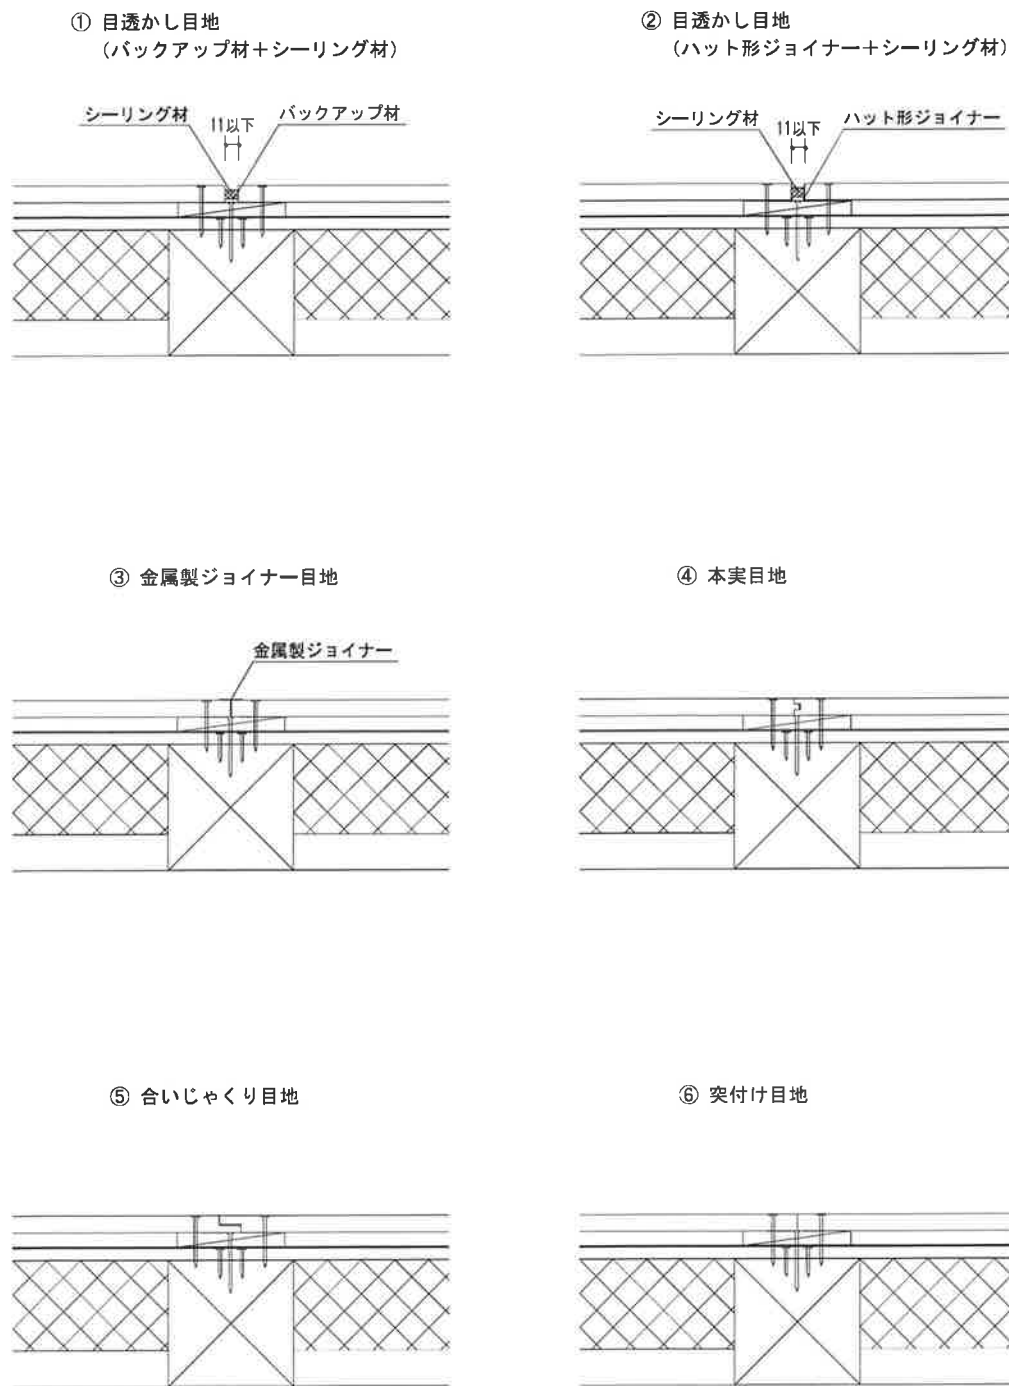 ① 目透かし目地
(バックアップ材＋シーリング材)
② 目透かし目地
(ハット形ジョイナー＋シーリング材)
シーリング材
11以下
バックアップ材
シーリング材
11以下
ハット形ジョイナー
③ 金属製ジョイナー目地
④ 本実目地
金属製ジョイナー
⑤ 合いじゃくり目地
⑥ 突付け目地